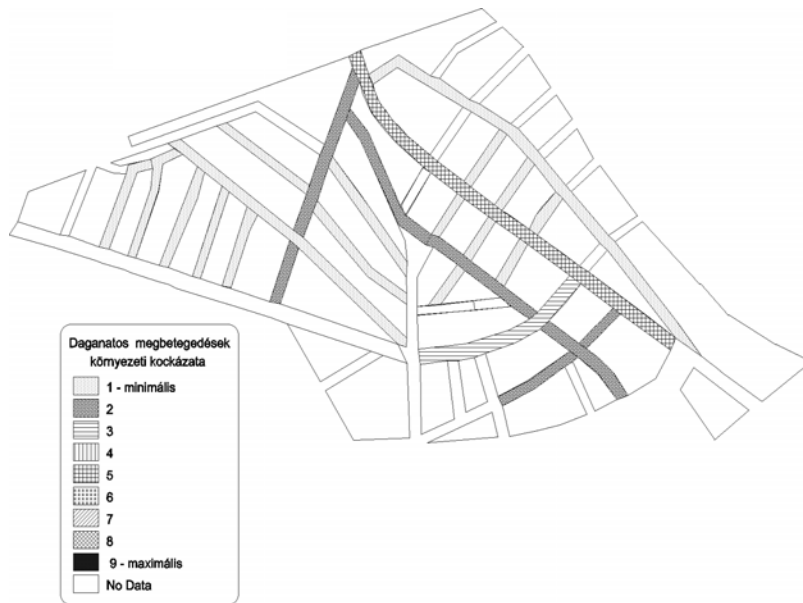 Daganatos megbetegedések
környezeti kockázata
1 - minimális
2
3
4
5
6
7
8
9 - maximális
No Data